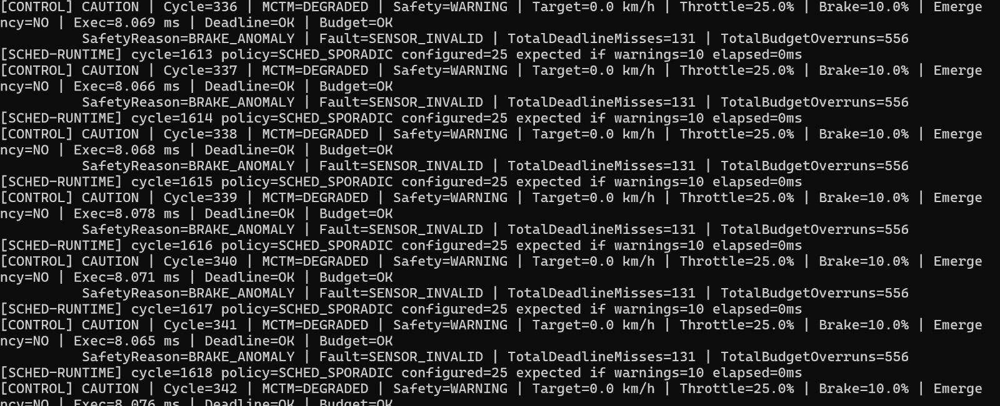 [CONTROL] CAUTION | Cycle=336 | MCTM=DEGRADED | Safety=WARNING | Target=0.0 km/h | Throttle=25.0% | Brake=10.0% | Emerge
ncy=NO | Exec=8.069 ms | Deadline=OK | Budget=OK
SafetyReason=BRAKE_ANOMALY | Fault=SENSOR_INVALID | TotalDeadlineMisses=131 | TotalBudgetOverruns=556
[SCHED-RUNTIME] cycle=1613 policy=SCHED_SPORADIC configured=25 expected if warnings=10 elapsed=0ms
[CONTROL] CAUTION | Cycle=337 | MCTM=DEGRADED | Safety=WARNING | Target=0.0 km/h | Throttle=25.0% | Brake=10.0% | Emerge
ncy=NO | Exec=8.066 ms | Deadline=OK | Budget=OK
SafetyReason=BRAKE_ANOMALY | Fault=SENSOR_INVALID | TotalDeadlineMisses=131 | TotalBudgetOverruns=556
[SCHED-RUNTIME] cycle=1614 policy=SCHED_SPORADIC configured=25 expected if warnings=10 elapsed=0ms
[CONTROL] CAUTION | Cycle=338 | MCTM=DEGRADED | Safety=WARNING | Target=0.0 km/h | Throttle=25.0% | Brake=10.0% | Emerge
ncy=NO | Exec=8.068 ms | Deadline=OK | Budget=OK
SafetyReason=BRAKE_ANOMALY | Fault=SENSOR_INVALID | TotalDeadlineMisses=131 | TotalBudgetOverruns=556
[SCHED-RUNTIME] cycle=1615 policy=SCHED_SPORADIC configured=25 expected if warnings=10 elapsed=0ms
[CONTROL] CAUTION | Cycle=339 | MCTM=DEGRADED | Safety=WARNING | Target=0.0 km/h | Throttle=25.0% | Brake=10.0% | Emerge
ncy=NO | Exec=8.078 ms | Deadline=OK | Budget=OK
SafetyReason=BRAKE_ANOMALY | Fault=SENSOR_INVALID | TotalDeadlineMisses=131 | TotalBudgetOverruns=556
[SCHED-RUNTIME] cycle=1616 policy=SCHED_SPORADIC configured=25 expected if warnings=10 elapsed=0ms
[CONTROL] CAUTION | Cycle=340 | MCTM=DEGRADED | Safety=WARNING | Target=0.0 km/h | Throttle=25.0% | Brake=10.0% | Emerge
ncy=NO | Exec=8.071 ms | Deadline=OK | Budget=OK
SafetyReason=BRAKE_ANOMALY | Fault=SENSOR_INVALID | TotalDeadlineMisses=131 | TotalBudgetOverruns=556
[SCHED-RUNTIME] cycle=1617 policy=SCHED_SPORADIC configured=25 expected if warnings=10 elapsed=0ms
[CONTROL] CAUTION | Cycle=341 | MCTM=DEGRADED | Safety=WARNING | Target=0.0 km/h | Throttle=25.0% | Brake=10.0% | Emerge
ncy=NO | Exec=8.065 ms | Deadline=OK | Budget=OK
SafetyReason=BRAKE_ANOMALY | Fault=SENSOR_INVALID | TotalDeadlineMisses=131 | TotalBudgetOverruns=556
[SCHED-RUNTIME] cycle=1618 policy=SCHED_SPORADIC configured=25 expected if warnings=10 elapsed=0ms
[CONTROL] CAUTION | Cycle=342 | MCTM=DEGRADED | Safety=WARNING | Target=0.0 km/h | Throttle=25.0% | Brake=10.0% | Emerge
ncy=NO | Exec=8.076 ms | Deadline=OK | Budget=OK